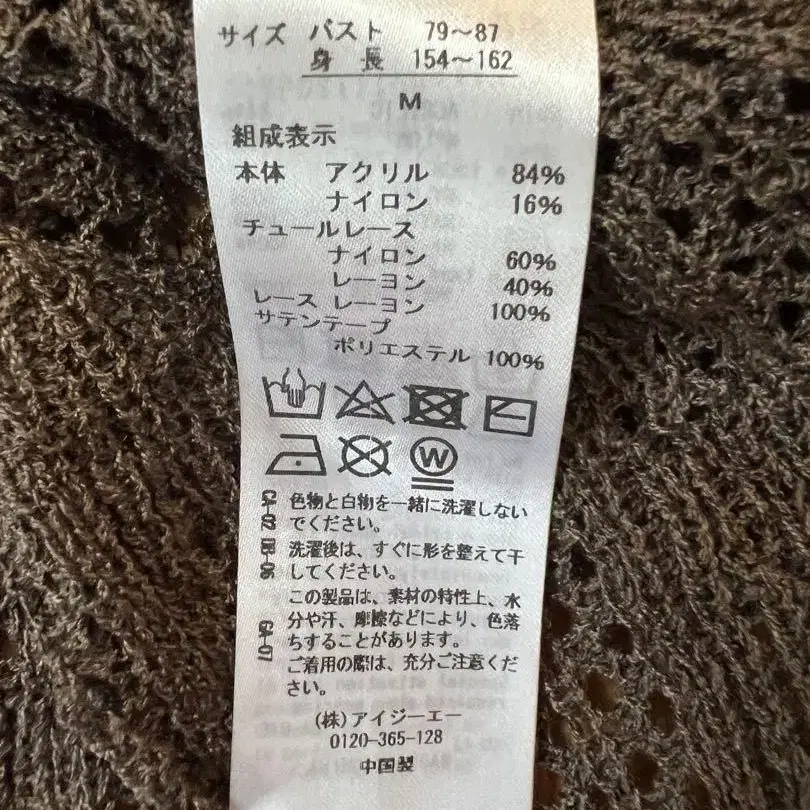 サイズ バスト 79～87
身 長 154～162
M
組成表示
本体 アクリル 84%
ナイロン 16%
チュールレース
ナイロン 60%
レーヨン 40%
レース レーヨン 100%
サテンテープ
ポリエステル 100%
W
色物と白物を一緒に洗濯しない
でください。
洗濯後は、すぐに形を整えて干
してください。
この製品は、素材の特性上、水
分や汗、摩擦などにより、色落
ちすることがあります。
ご着用の際は、充分ご注意くだ
さい。
(株)アイジーエー
0120-365-128
中国製